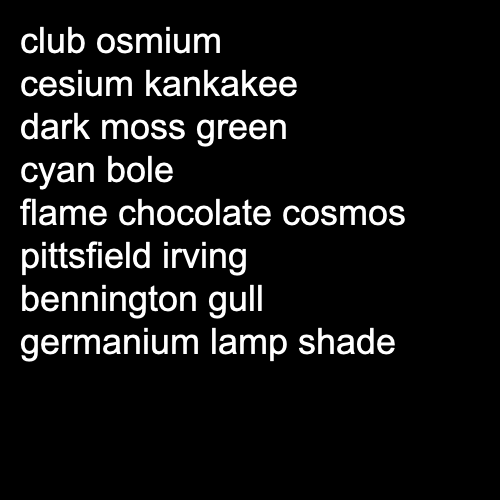 club osmium
cesium kankakee
dark moss green
cyan bole
flame chocolate cosmos
pittsfield irving
bennington gull
germanium lamp shade